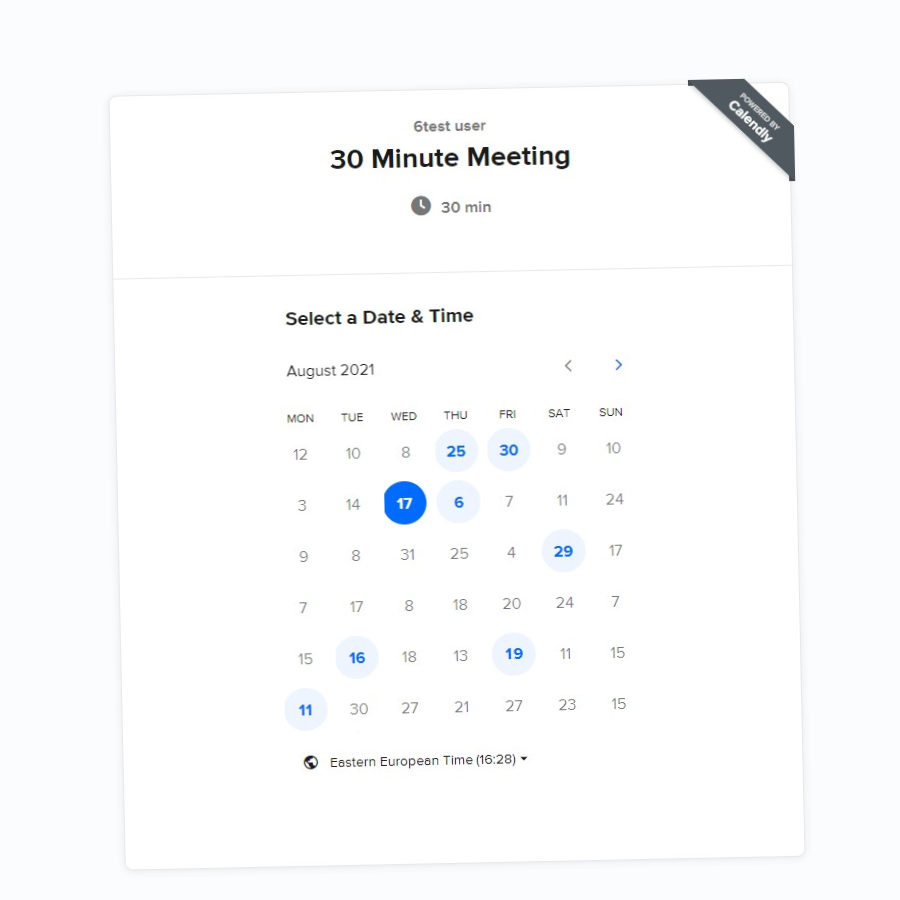 POWERED BY
Calendly
6test user
30 Minute Meeting
30 min
Select a Date & Time
August 2021
MON TUE WED THU FRI SAT SUN
12 10 8 25 30 9 10
3 14 17 6 7 11 24
9 8 31 25 4 29 17
7 17 8 18 20 24 7
15 16 18 13 19 11 15
11 30 27 21 27 23 15
Eastern European Time (16:28)